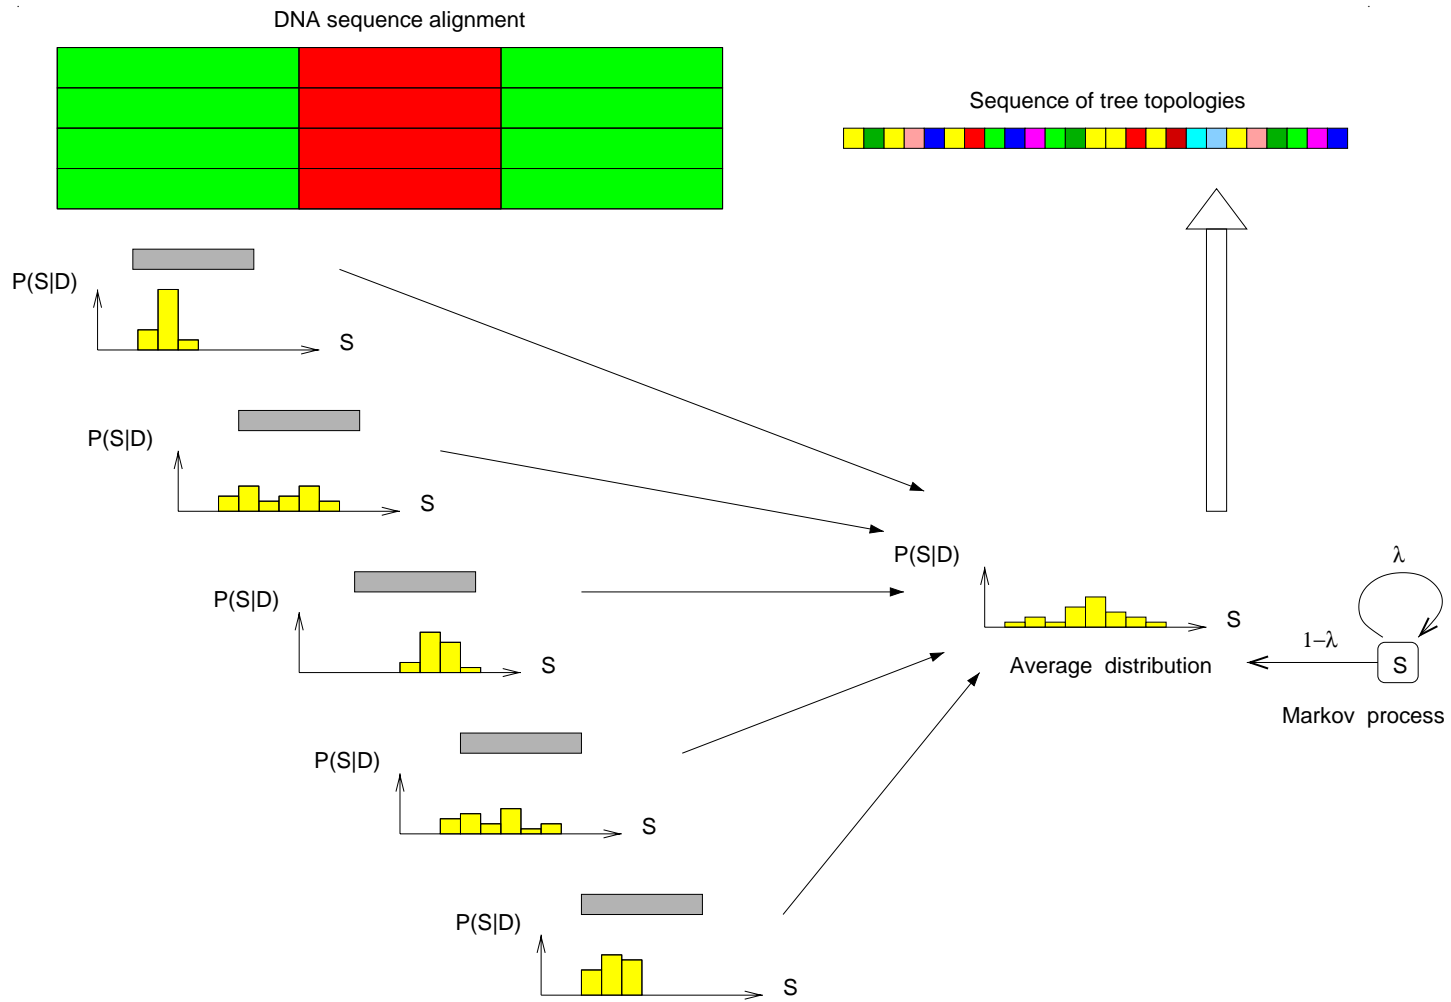 DNA sequence alignment
Sequence of tree topologies
P(S|D)
S
P(S|D)
S
P(S|D)
S
P(S|D)
S
P(S|D)
S
P(S|D)
S
Average distribution
λ
1−λ
S
Markov process